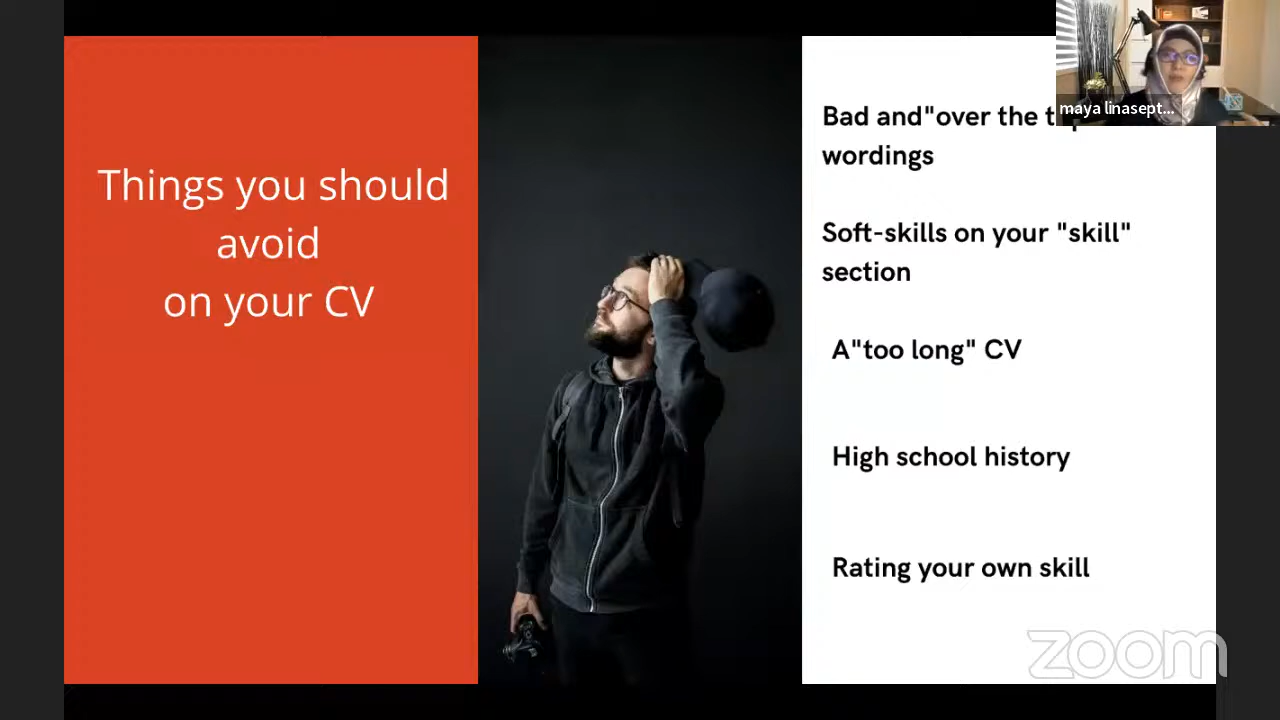 Things you should
avoid
on your CV
Bad and"over the
wordings
Soft-skills on your "skill"
section
A"too long" CV
High school history
Rating your own skill
maya linasept...
zoom